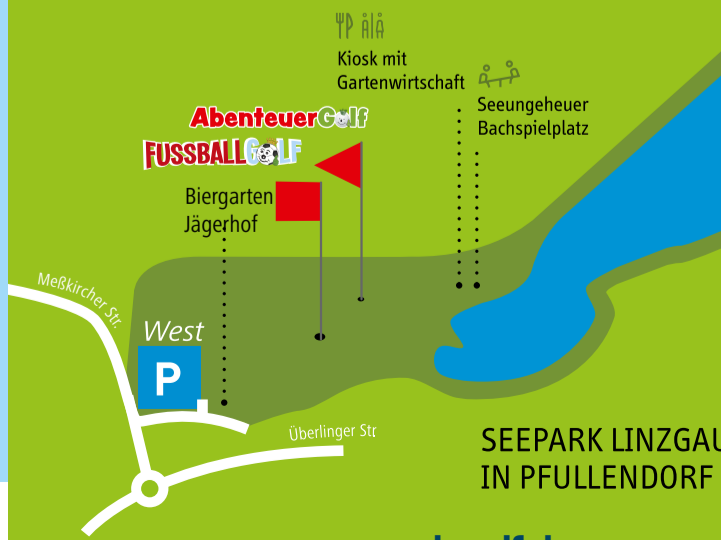 Kiosk mit
Gartenwirtschaft
Seeungeheuer
Bachspielplatz
AbenteuerGolf
FUSSBALLGOLF
Biergarten
Jägerhof
Meßkircher Str.
West
P
Überlinger Str
SEEPARK LINZGAU
IN PFULLENDORF